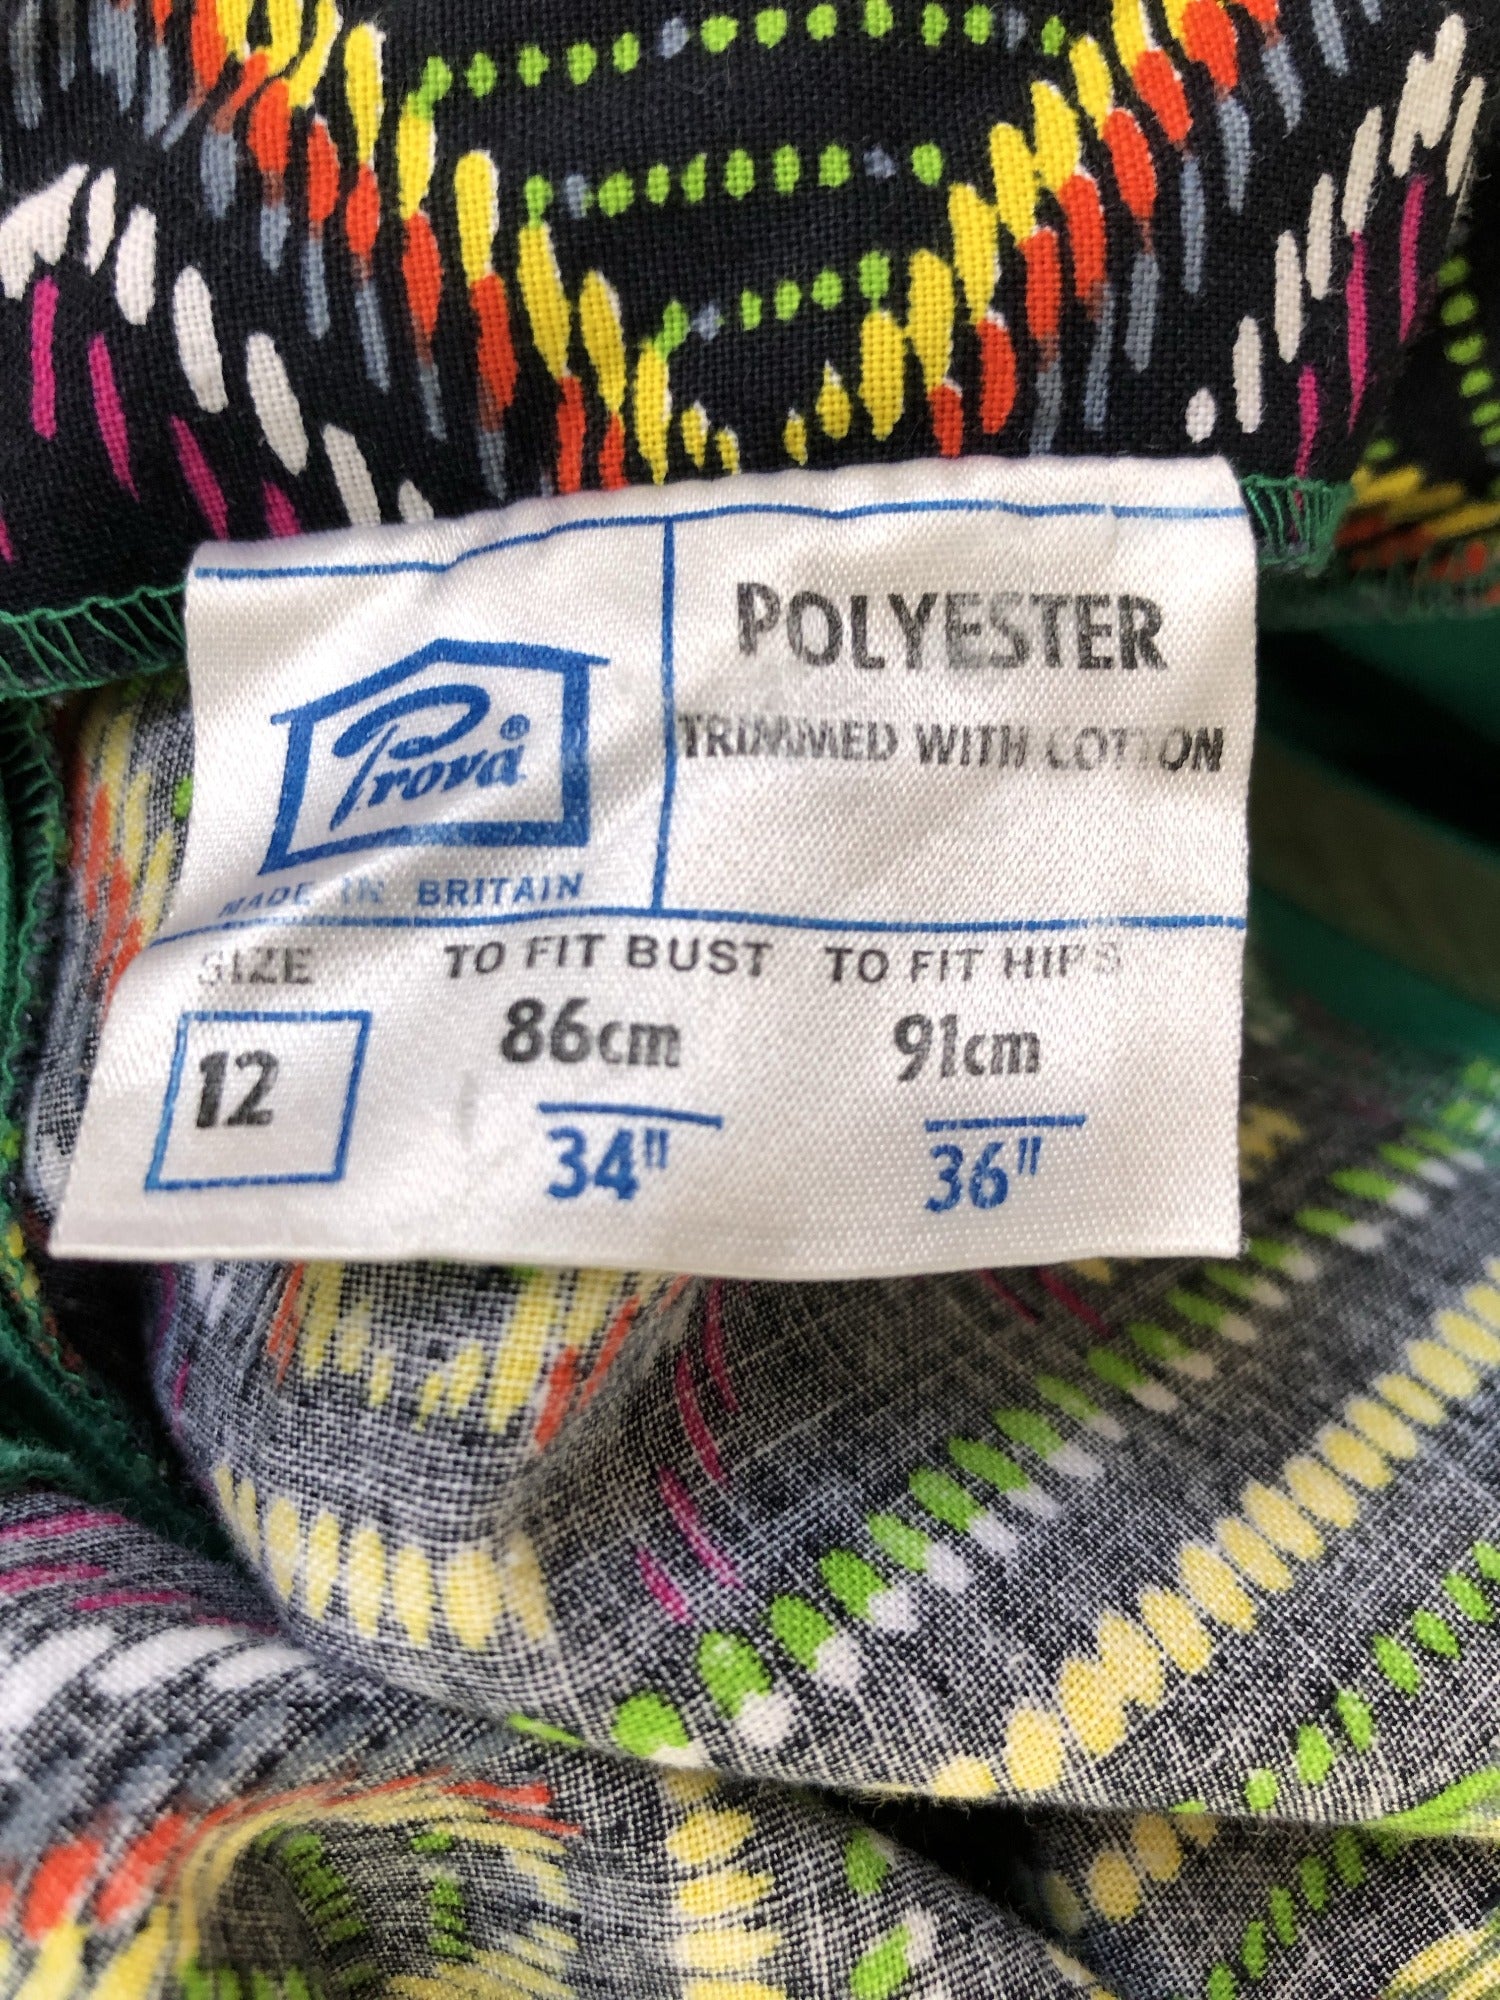 Prova®
MADE IN BRITAIN
POLYESTER
TRIMMED WITH COTTON
SIZE
12
TO FIT BUST
86cm
34"
TO FIT HIPS
91cm
36"